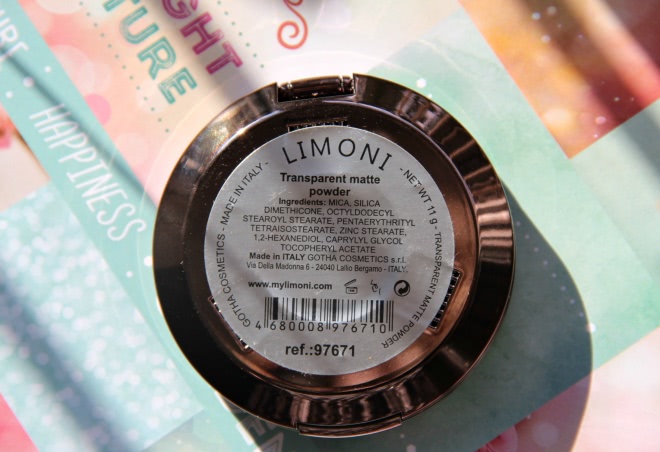 GHT
TURE
HAPPINESS
GOTHA COSMETICS - MADE IN ITALY -
LIMONI
- NET WT 11 g - TRANSPARENT MATTE POWDER
Transparent matte
powder
Ingredients: MICA, SILICA
DIMETHICONE, OCTYLDODECYL
STEAROYL STEARATE, PENTAERYTHRITYL
TETRAISOSTEARATE, ZINC STEARATE,
1,2-HEXANEDIOL, CAPRYLYL GLYCOL
TOCOPHERYL ACETATE
Made in ITALY GOTHA COSMETICS s.r.l.
Via Della Madonna 6 - 24040 Lallio Bergamo - ITALY.
www.mylimoni.com
4 680008 976710
ref.:97671